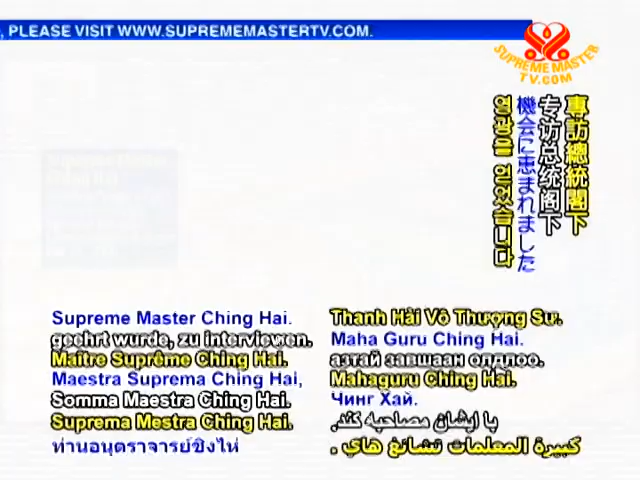 , PLEASE VISIT WWW.SUPREMEMASTERTV.COM.
SUPREME MASTER
TV.COM
專訪總統閣下
专访总统阁下
機会に恵まれました
영광을 얻었습니다
Supreme Master Ching Hai.
geehrt wurde, zu interviewen.
Maître Suprême Ching Hai.
Maestra Suprema Ching Hai,
Somma Maestra Ching Hai.
Suprema Mestra Ching Hai.
ท่านอนุตราจารย์ชิงไห่
Thanh Hải Vô Thượng Sư.
Maha Guru Ching Hai.
азтай завшаан олдлоо.
Mahaguru Ching Hai.
Чинг Хай.
با ایشان مصاحبه کند.
كبيرة المعلمات تشانغ هاي .